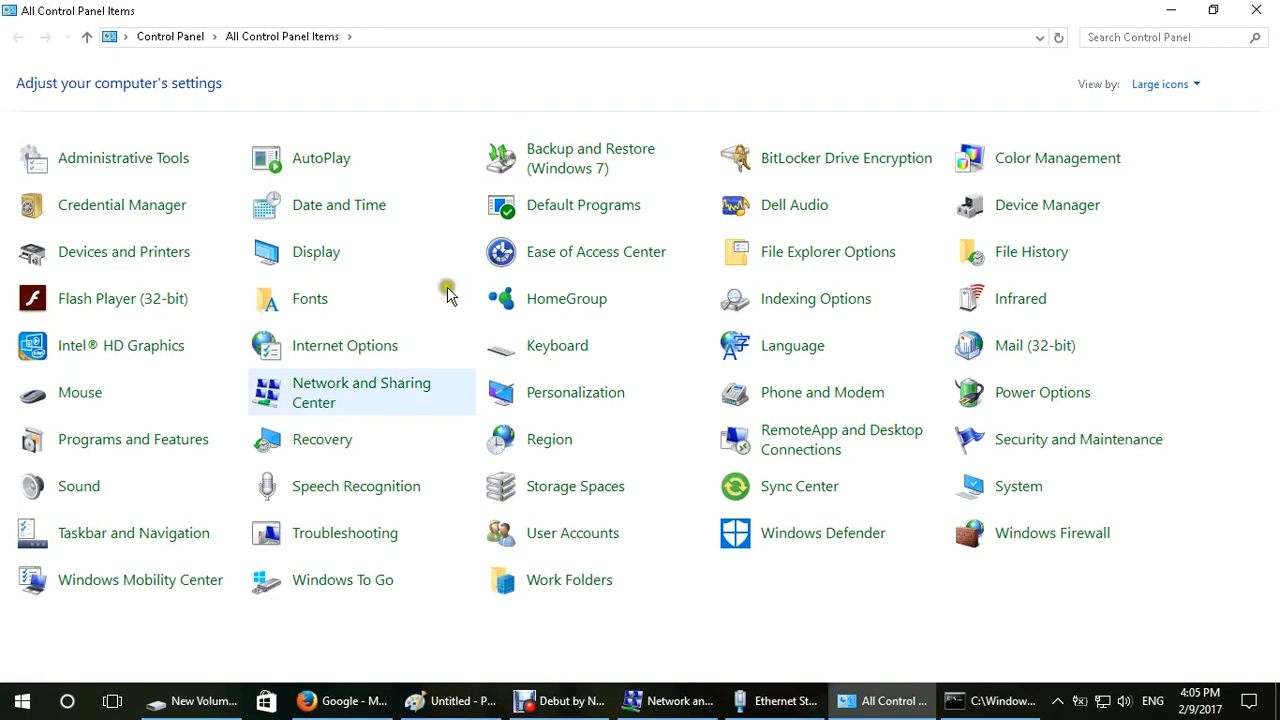 All Control Panel Items
Control Panel
All Control Panel Items
Search Control Panel
Adjust your computer's settings
View by: Large icons
Administrative Tools
AutoPlay
Backup and Restore
(Windows 7)
BitLocker Drive Encryption
Color Management
Credential Manager
Date and Time
Default Programs
Dell Audio
Device Manager
Devices and Printers
Display
Ease of Access Center
File Explorer Options
File History
Flash Player (32-bit)
Fonts
HomeGroup
Indexing Options
Infrared
Intel® HD Graphics
Internet Options
Keyboard
Language
Mail (32-bit)
Mouse
Network and Sharing
Center
Personalization
Phone and Modem
Power Options
Programs and Features
Recovery
Region
RemoteApp and Desktop
Connections
Security and Maintenance
Sound
Speech Recognition
Storage Spaces
Sync Center
System
Taskbar and Navigation
Troubleshooting
User Accounts
Windows Defender
Windows Firewall
Windows Mobility Center
Windows To Go
Work Folders
New Volum...
Google - M...
Untitled - P...
Debut by N...
Network an...
Ethernet St...
All Control ...
C:\Window...
ENG
4:05 PM
2/9/2017